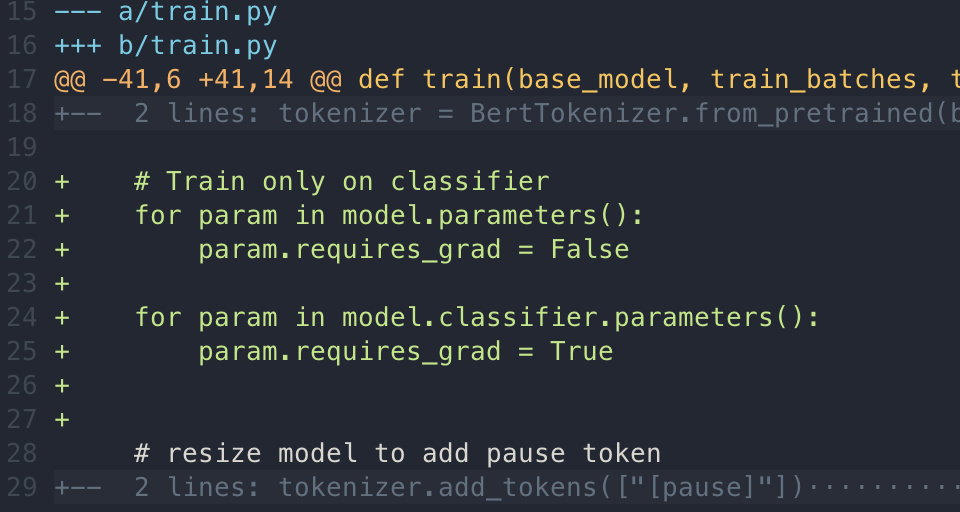 15 --- a/train.py
16 +++ b/train.py
17 @@ -41,6 +41,14 @@ def train(base_model, train_batches, t
18 +-- 2 lines: tokenizer = BertTokenizer.from_pretrained(b
19
20 +    # Train only on classifier
21 +    for param in model.parameters():
22 +        param.requires_grad = False
23 +
24 +    for param in model.classifier.parameters():
25 +        param.requires_grad = True
26 +
27 +
28      # resize model to add pause token
29 +-- 2 lines: tokenizer.add_tokens(["[pause]"])··········